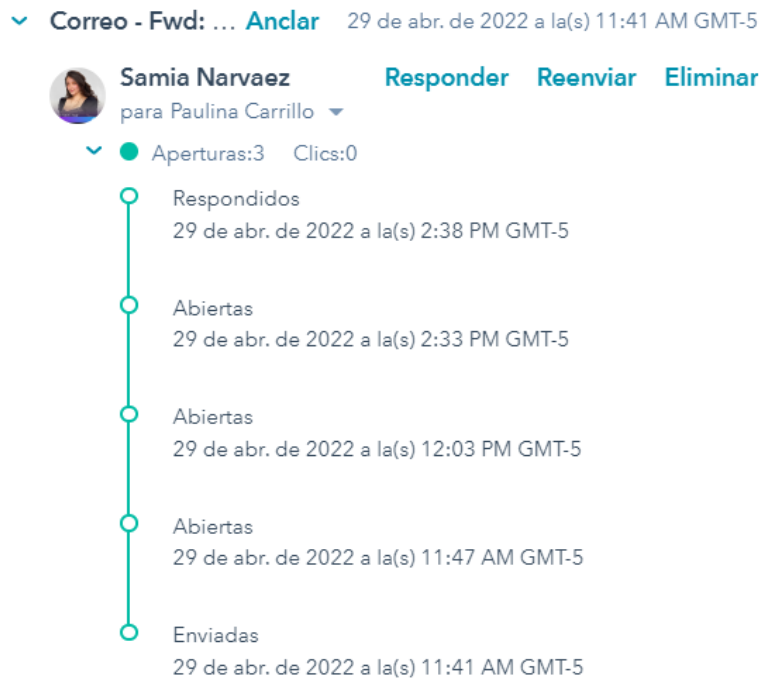 Correo - Fwd: ... Anclar 29 de abr. de 2022 a la(s) 11:41 AM GMT-5
Samia Narvaez Responder Reenviar Eliminar
para Paulina Carrillo
Aperturas:3 Clics:0
Respondidos
29 de abr. de 2022 a la(s) 2:38 PM GMT-5
Abiertas
29 de abr. de 2022 a la(s) 2:33 PM GMT-5
Abiertas
29 de abr. de 2022 a la(s) 12:03 PM GMT-5
Abiertas
29 de abr. de 2022 a la(s) 11:47 AM GMT-5
Enviadas
29 de abr. de 2022 a la(s) 11:41 AM GMT-5